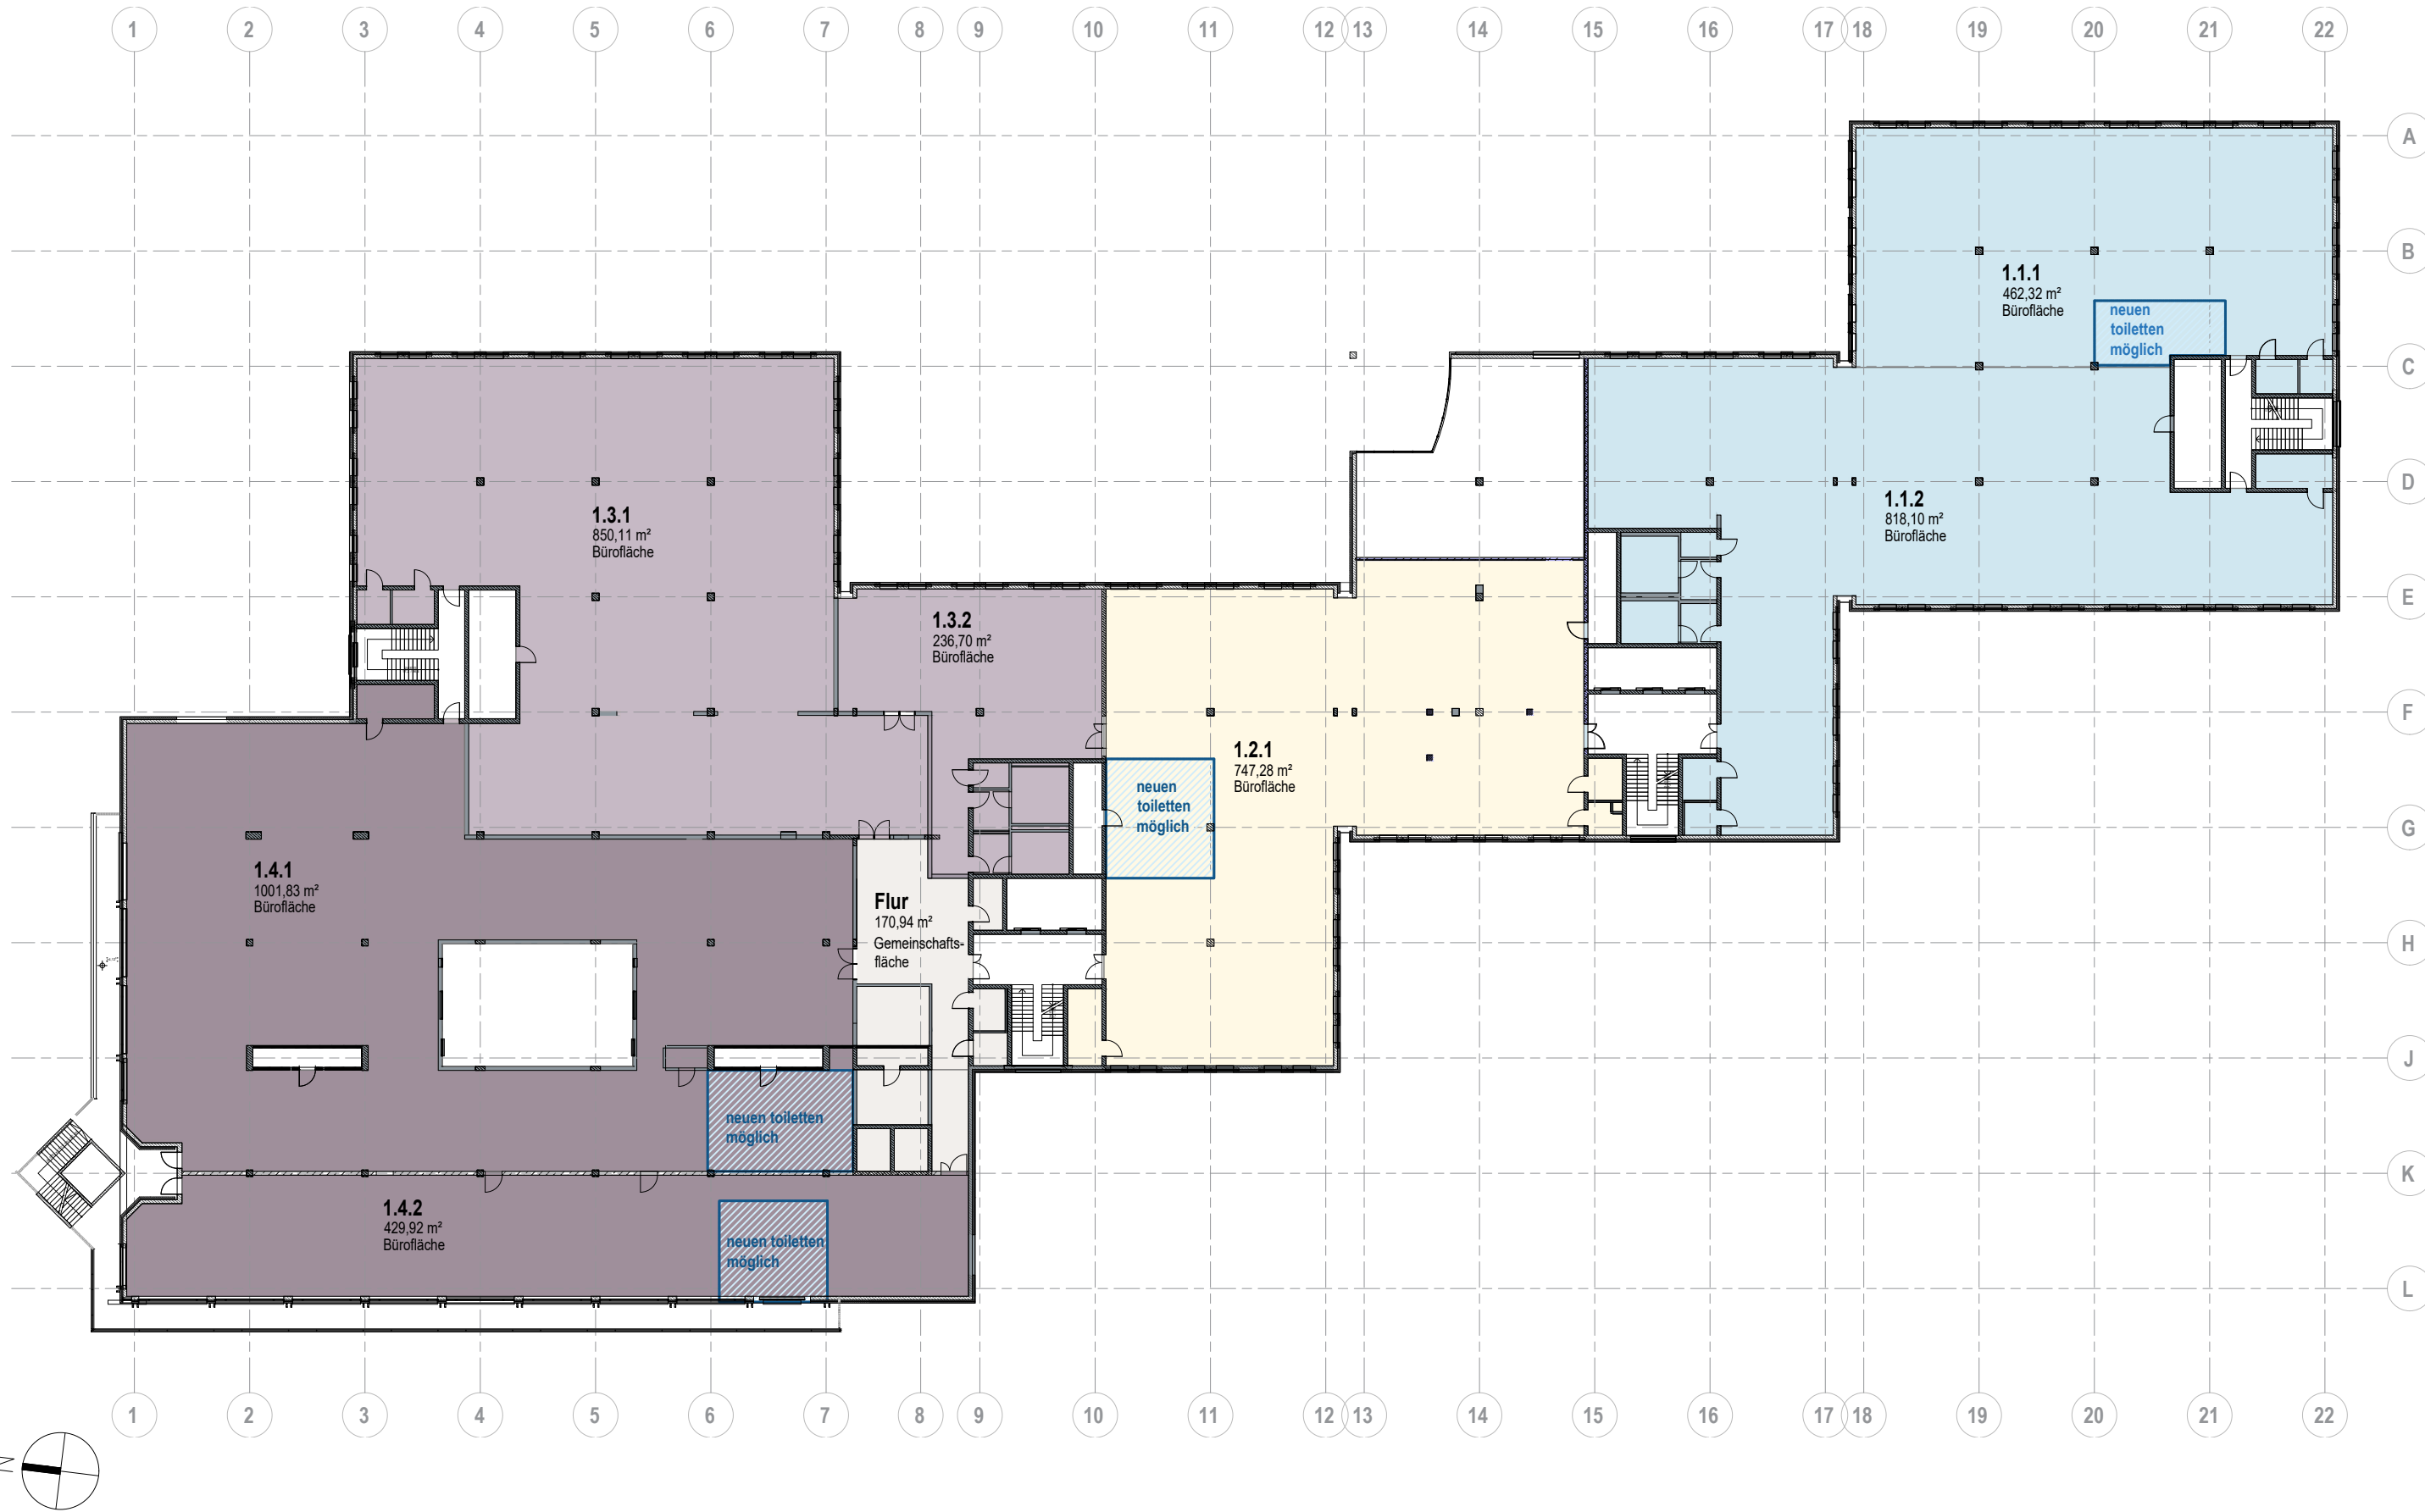 1 2 3 4 5 6 7 8 9 10 11 12 13 14 15 16 17 18 19 20 21 22
A
B
1.1.1
462,32 m²
Bürofläche
neuen
toiletten
möglich
C
D
1.1.2
818,10 m²
Bürofläche
1.3.1
850,11 m²
Bürofläche
E
1.3.2
236,70 m²
Bürofläche
F
1.2.1
747,28 m²
Bürofläche
neuen
toiletten
möglich
G
1.4.1
1001,83 m²
Bürofläche
Flur
170,94 m²
Gemeinschafts-
fläche
H
J
neuen toiletten
möglich
K
1.4.2
429,92 m²
Bürofläche
neuen toiletten
möglich
L
1 2 3 4 5 6 7 8 9 10 11 12 13 14 15 16 17 18 19 20 21 22
N